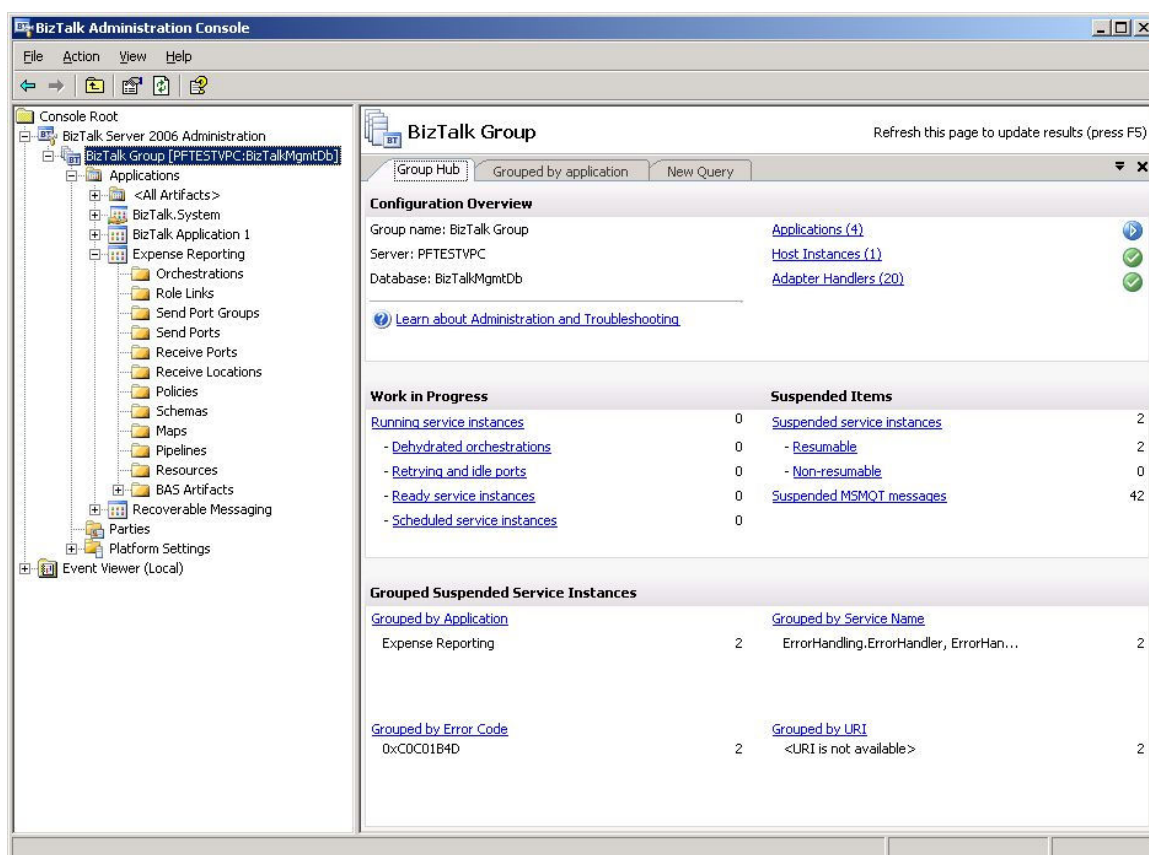 BizTalk Administration Console
File Action View Help
Console Root
BizTalk Server 2006 Administration
BizTalk Group [PFTESTVPC:BizTalkMgmtDb]
Applications
<All Artifacts>
BizTalk.System
BizTalk Application 1
Expense Reporting
Orchestrations
Role Links
Send Port Groups
Send Ports
Receive Ports
Receive Locations
Policies
Schemas
Maps
Pipelines
Resources
BAS Artifacts
Recoverable Messaging
Parties
Platform Settings
Event Viewer (Local)
BizTalk Group
Refresh this page to update results (press F5)
Group Hub Grouped by application New Query
Configuration Overview
Group name: BizTalk Group Applications (4)
Server: PFTESTVPC Host Instances (1)
Database: BizTalkMgmtDb Adapter Handlers (20)
Learn about Administration and Troubleshooting
Work in Progress
Running service instances 0
- Dehydrated orchestrations 0
- Retrying and idle ports 0
- Ready service instances 0
- Scheduled service instances 0
Suspended Items
Suspended service instances 2
- Resumable 2
- Non-resumable 0
Suspended MSMQT messages 42
Grouped Suspended Service Instances
Grouped by Application
Expense Reporting 2
Grouped by Service Name
ErrorHandling.ErrorHandler, ErrorHan... 2
Grouped by Error Code
0xC0C01B4D 2
Grouped by URI
<URI is not available> 2